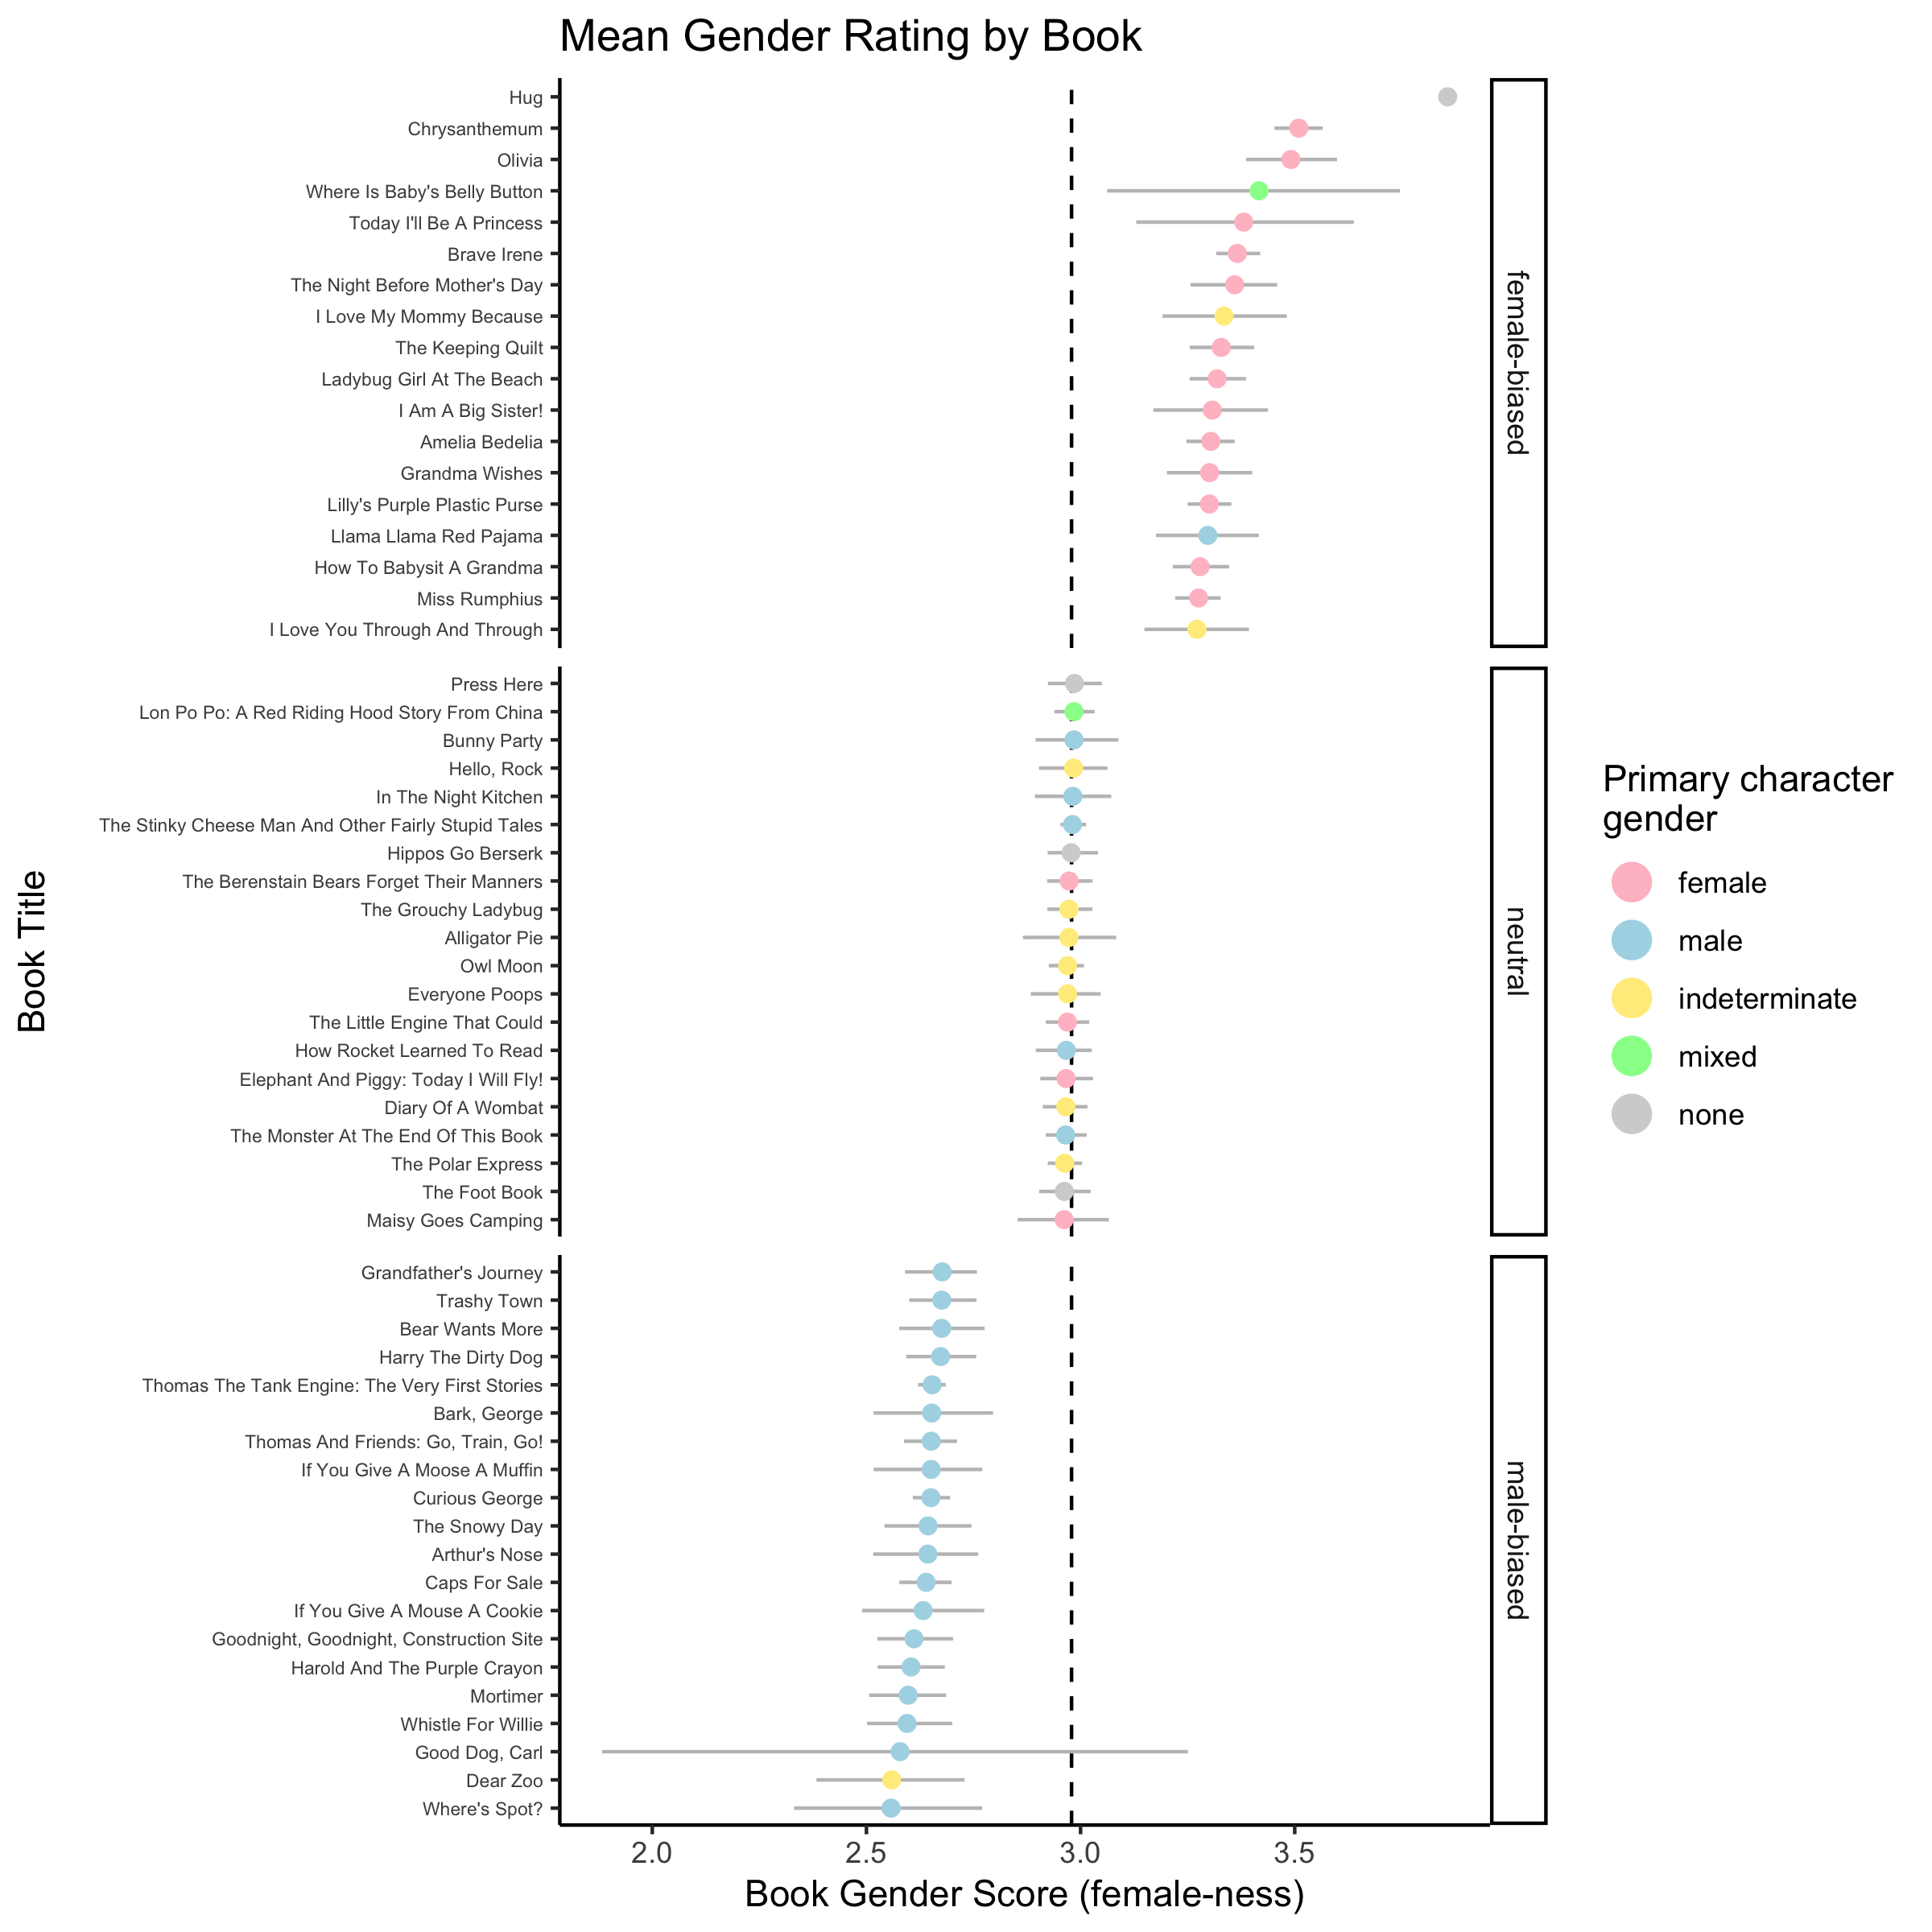 Mean Gender Rating by Book
Hug
Chrysanthemum
Olivia
Where Is Baby's Belly Button
Today I'll Be A Princess
Brave Irene
The Night Before Mother's Day
I Love My Mommy Because
The Keeping Quilt
Ladybug Girl At The Beach
I Am A Big Sister!
Amelia Bedelia
Grandma Wishes
Lilly's Purple Plastic Purse
Llama Llama Red Pajama
How To Babysit A Grandma
Miss Rumphius
I Love You Through And Through
female-biased
Press Here
Lon Po Po: A Red Riding Hood Story From China
Bunny Party
Hello, Rock
In The Night Kitchen
The Stinky Cheese Man And Other Fairly Stupid Tales
Hippos Go Berserk
The Berenstain Bears Forget Their Manners
The Grouchy Ladybug
Alligator Pie
Owl Moon
Everyone Poops
The Little Engine That Could
How Rocket Learned To Read
Elephant And Piggy: Today I Will Fly!
Diary Of A Wombat
The Monster At The End Of This Book
The Polar Express
The Foot Book
Maisy Goes Camping
neutral
Grandfather's Journey
Trashy Town
Bear Wants More
Harry The Dirty Dog
Thomas The Tank Engine: The Very First Stories
Bark, George
Thomas And Friends: Go, Train, Go!
If You Give A Moose A Muffin
Curious George
The Snowy Day
Arthur's Nose
Caps For Sale
If You Give A Mouse A Cookie
Goodnight, Goodnight, Construction Site
Harold And The Purple Crayon
Mortimer
Whistle For Willie
Good Dog, Carl
Dear Zoo
Where's Spot?
male-biased
Book Title
2.0 2.5 3.0 3.5
Book Gender Score (female-ness)
Primary character
gender
female
male
indeterminate
mixed
none